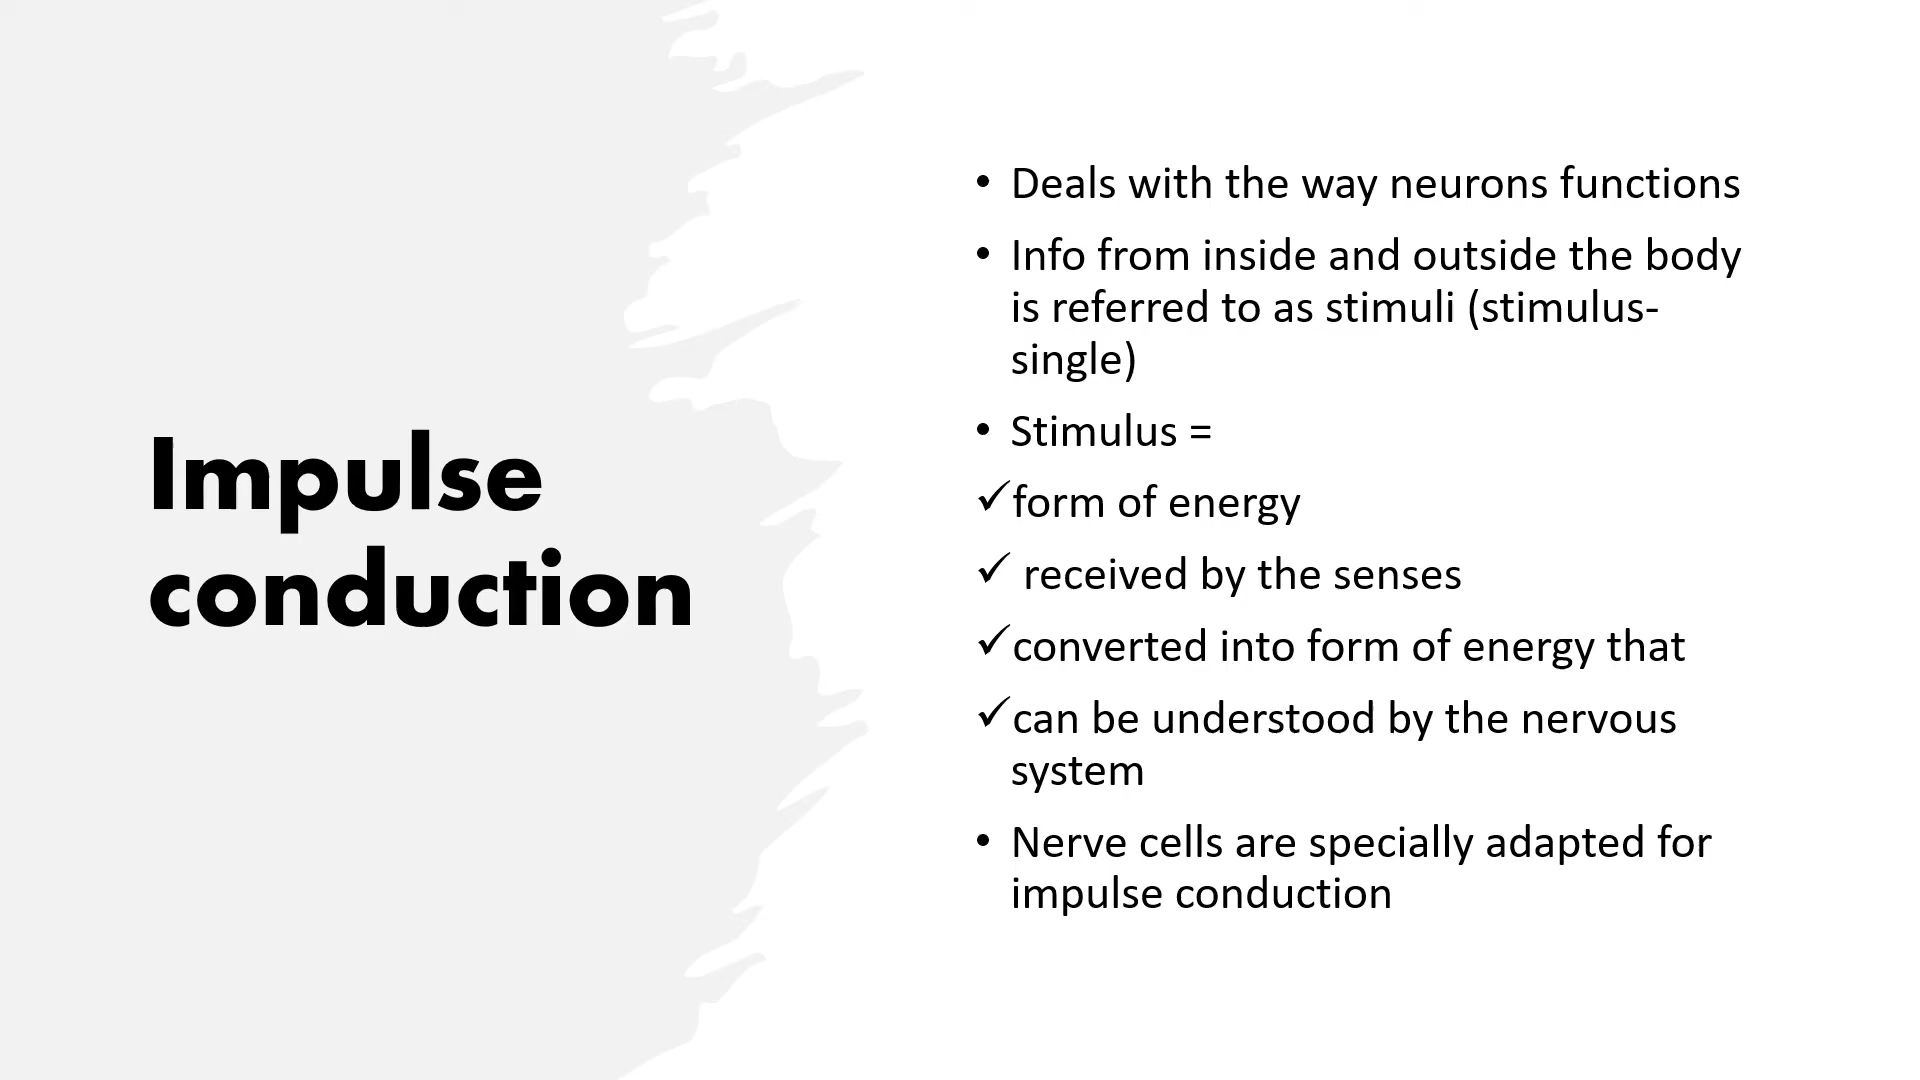 Impulse
conduction
• Deals with the way neurons functions
• Info from inside and outside the body
is referred to as stimuli (stimulus-
single)
• Stimulus =
✓form of energy
✓ received by the senses
✓converted into form of energy that
✓can be understood by the nervous
system
• Nerve cells are specially adapted for
impulse conduction